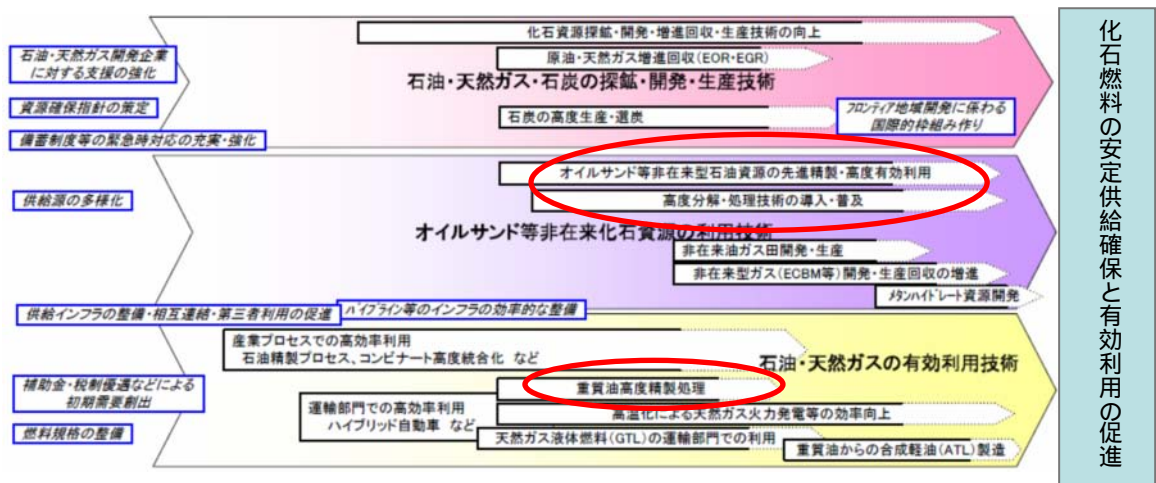 化石資源探鉱・開発・増進回収・生産技術の向上
石油・天然ガス開発企業
に対する支援の強化
原油・天然ガス増進回収(EOR・EGR)
石油・天然ガス・石炭の探鉱・開発・生産技術
資源確保指針の策定
石炭の高度生産・選炭
フロンティア地域開発に係わる
国際的枠組み作り
備蓄制度等の緊急時対応の充実・強化
オイルサンド等非在来型石油資源の先進精製・高度有効利用
供給源の多様化
高度分解・処理技術の導入・普及
オイルサンド等非在来化石資源の利用技術
非在来油ガス田開発・生産
非在来型ガス(ECBM等)開発・生産回収の増進
メタンハイドレート資源開発
供給インフラの整備・相互連結・第三者利用の促進
パイプライン等のインフラの効率的な整備
産業プロセスでの高効率利用
石油精製プロセス、コンビナート高度統合化 など
石油・天然ガスの有効利用技術
補助金・税制優遇などによる
初期需要創出
重質油高度精製処理
運輸部門での高効率利用
ハイブリッド自動車 など
高温化による天然ガス火力発電等の効率向上
燃料規格の整備
天然ガス液体燃料(GTL)の運輸部門での利用
重質油からの合成軽油(ATL)製造
化石燃料の安定供給確保と有効利用の促進